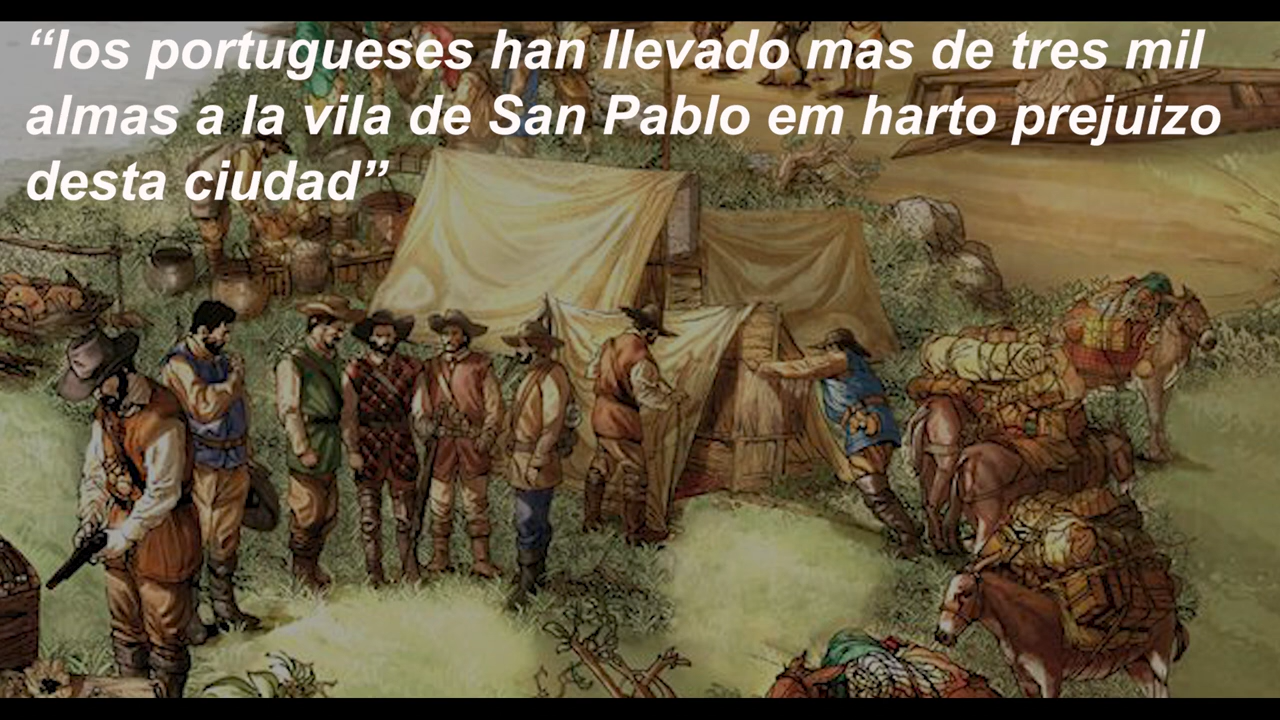 “los portugueses han llevado mas de tres mil
almas a la vila de San Pablo em harto prejuizo
desta ciudad”